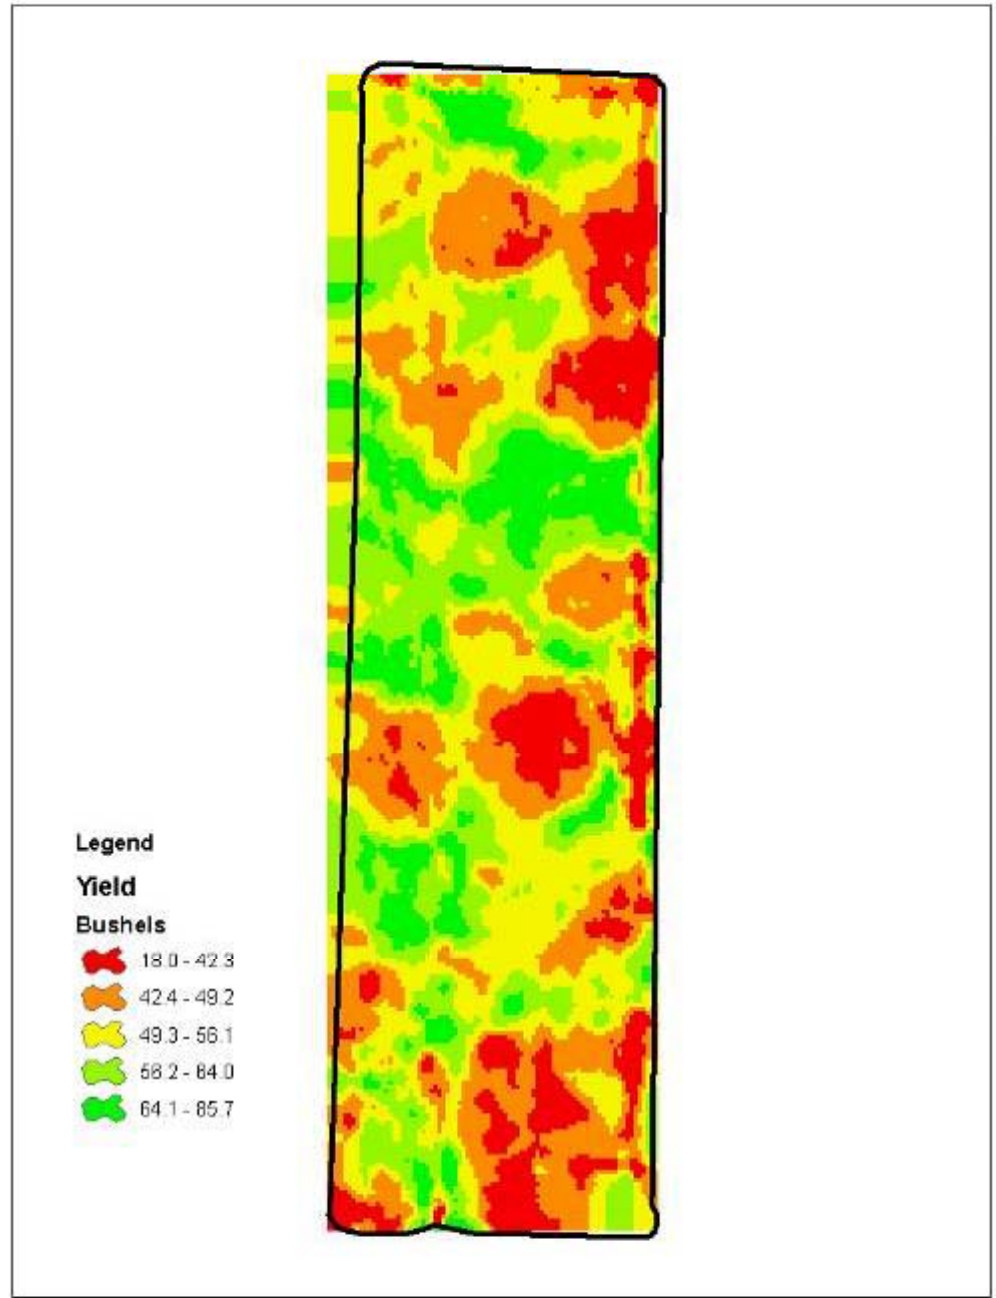 Legend
Yield
Bushels
18.0 - 42.3
42.4 - 49.2
49.3 - 56.1
56.2 - 64.0
64.1 - 85.7